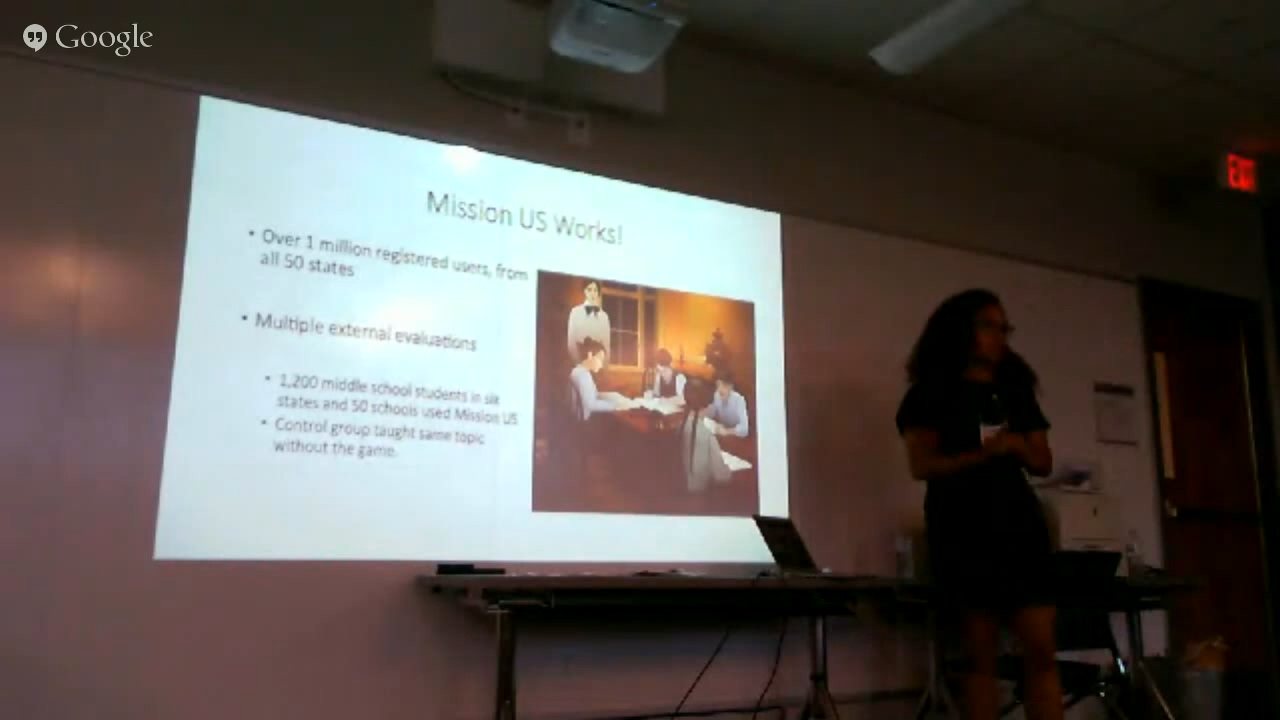 Google
Mission US Works!
• Over 1 million registered users, from
all 50 states
• Multiple external evaluations
• 1,200 middle school students in six
states and 50 schools used Mission US
• Control group taught same topic
without the game.
EXIT